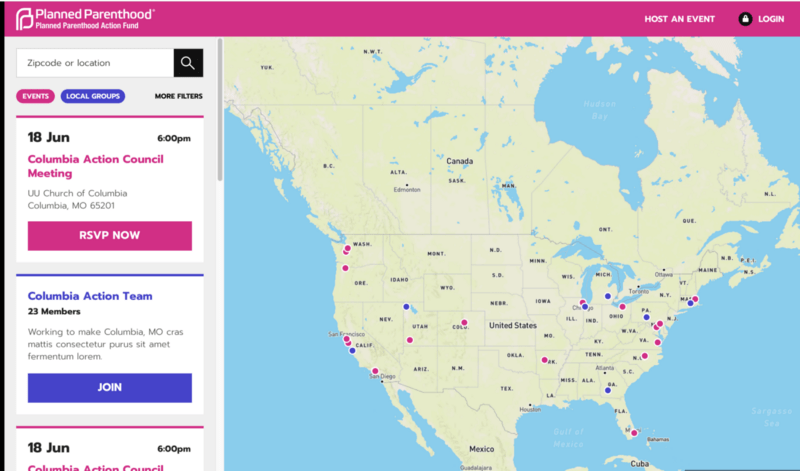 Planned Parenthood®
Planned Parenthood Action Fund
HOST AN EVENT
LOGIN
Zipcode or location
EVENTS
LOCAL GROUPS
MORE FILTERS
18 Jun
6:00pm
Columbia Action Council
Meeting
UU Church of Columbia
Columbia, MO 65201
RSVP NOW
Columbia Action Team
23 Members
Working to make Columbia, MO cras
mattis consectetur purus sit amet
fermentum lorem.
JOIN
18 Jun
6:00pm
Columbia Action Council
N.W.T.
YUK.
Hudson
Bay
B.C.
ALTA.
Canada
SASK.
MAN.
Edmonton
N.L.
ONT.
QUE.
WASH.
MONT.
N.D.
MINN.
Ottawa
N.B.
P.E.I.
MAINE
N.S.
ORE.
IDAHO
S.D.
WIS.
MICH.
Toronto
VT.
WYO.
N.Y.
NEBR.
IOWA
OHIO
PA.
NEV.
UTAH
United States
ILL.
IND.
N.J.
San Francisco
CALIF.
MO.
KY.
W.VA.
VA.
ARIZ.
N.M.
OKLA.
TENN.
San Diego
Atlanta
MISS.
ALA.
GA.
TEX.
LA.
Houston
FLA.
Sargasso
Sea
Gulf of
Mexico
Bahamas
Mexico
Cuba
Guadalajara